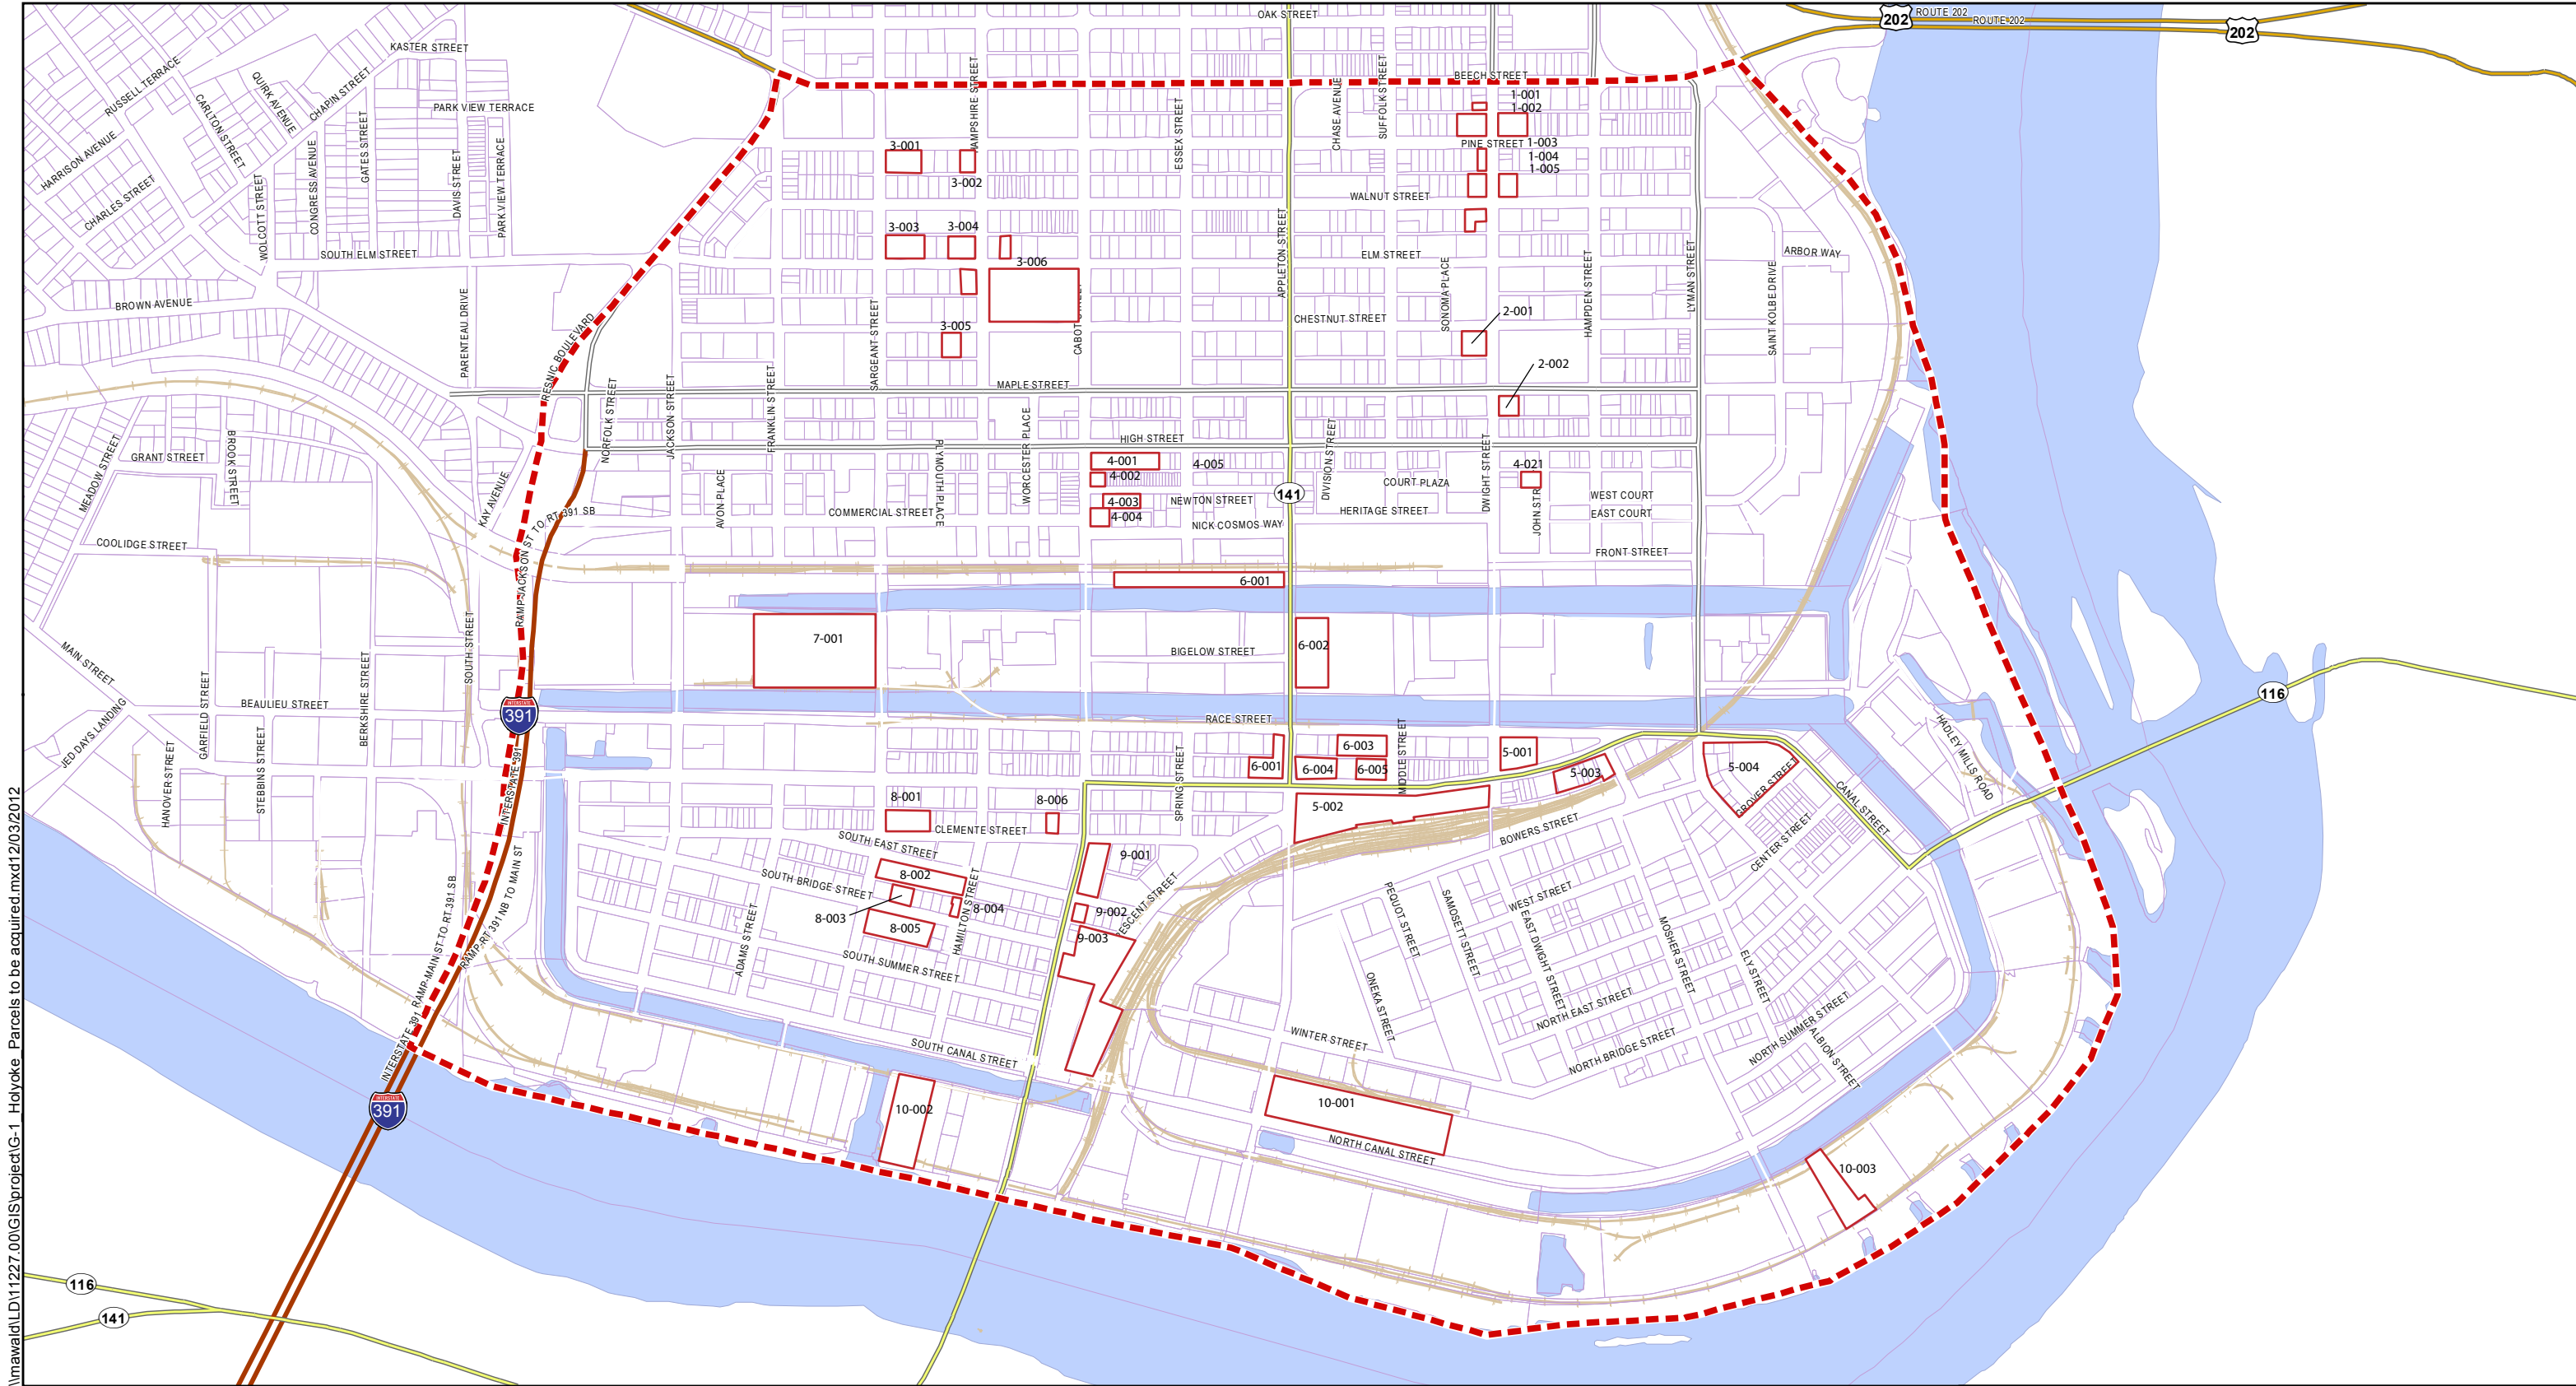 OAK STREET
202
ROUTE 202
ROUTE 202
202
KASTER STREET
RUSSELL TERRACE
QUIRK AVENUE
CHAPIN STREET
CARLTON STREET
PARK VIEW TERRACE
HARRISON AVENUE
CHARLES STREET
WOLCOTT STREET
CONGRESS AVENUE
GATES STREET
DAVIS STREET
PARK VIEW TERRACE
SOUTH ELM STREET
BROWN AVENUE
PARENTEAU DRIVE
RESNIC BOULEVARD
BEECH STREET
ESSEX STREET
CHASE AVENUE
SUFFOLK STREET
1-001
1-002
PINE STREET
1-003
1-004
1-005
WALNUT STREET
3-001
3-002
3-003
3-004
3-006
3-005
APPLETON STREET
ELM STREET
SONOMA PLACE
CHESTNUT STREET
2-001
2-002
HAMPDEN STREET
LYMAN STREET
SAINT KOLBE DRIVE
ARBOR WAY
SARGEANT STREET
MAPLE STREET
NORFOLK STREET
JACKSON STREET
FRANKLIN STREET
HIGH STREET
WORCESTER PLACE
PLYMOUTH PLACE
AVON PLACE
COMMERCIAL STREET
4-001
4-002
4-003
4-004
4-005
NEWTON STREET
NICK COSMOS WAY
141
DIVISION STREET
COURT PLAZA
HERITAGE STREET
DWIGHT STREET
4-021
WEST COURT
EAST COURT
FRONT STREET
MEADOW STREET
GRANT STREET
BROOK STREET
KAY AVENUE
COOLIDGE STREET
RAMP-JACKSON ST TO RT 391 SB
SOUTH STREET
MAIN STREET
JED DAYS LANDING
GARFIELD STREET
BEAULIEU STREET
BERKSHIRE STREET
HANOVER STREET
STEBBINS STREET
391
INTERSTATE 391
6-001
7-001
6-002
BIGELOW STREET
RACE STREET
6-001
6-003
6-004
6-005
MIDDLE STREET
5-001
5-003
5-004
5-002
GROVER STREET
CANAL STREET
HADLEY MILLS ROAD
116
SPRING STREET
8-001
8-006
CLEMENTE STREET
SOUTH EAST STREET
8-002
SOUTH BRIDGE STREET
8-003
8-004
8-005
HAMILTON STREET
ADAMS STREET
SOUTH SUMMER STREET
SOUTH CANAL STREET
9-001
9-002
9-003
BOWERS STREET
CENTER STREET
WEST STREET
PEQUOT STREET
SAMOSETT STREET
EAST DWIGHT STREET
MOSHER STREET
ELY STREET
ONEKA STREET
NORTH EAST STREET
NORTH BRIDGE STREET
NORTH SUMMER STREET
ALBION STREET
WINTER STREET
10-001
NORTH CANAL STREET
10-002
10-003
RAMP-MAIN ST TO RT 391 SB
RAMP-RT 391 NB TO MAIN ST
INTERSTATE 391
391
116
141
\\mawald\LD\11227.00\GIS\project\G-1_Holyoke_Parcels to be acquired.mxd12/03/2012